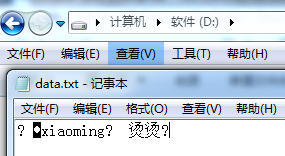 计算机 软件 (D:)
文件(F) 编辑(E) 查看(V) 工具(T) 帮助(H)
data.txt - 记事本
文件(F) 编辑(E) 格式(O) 查看(V) 帮助(H)
? ◘xiaoming? 烫烫?